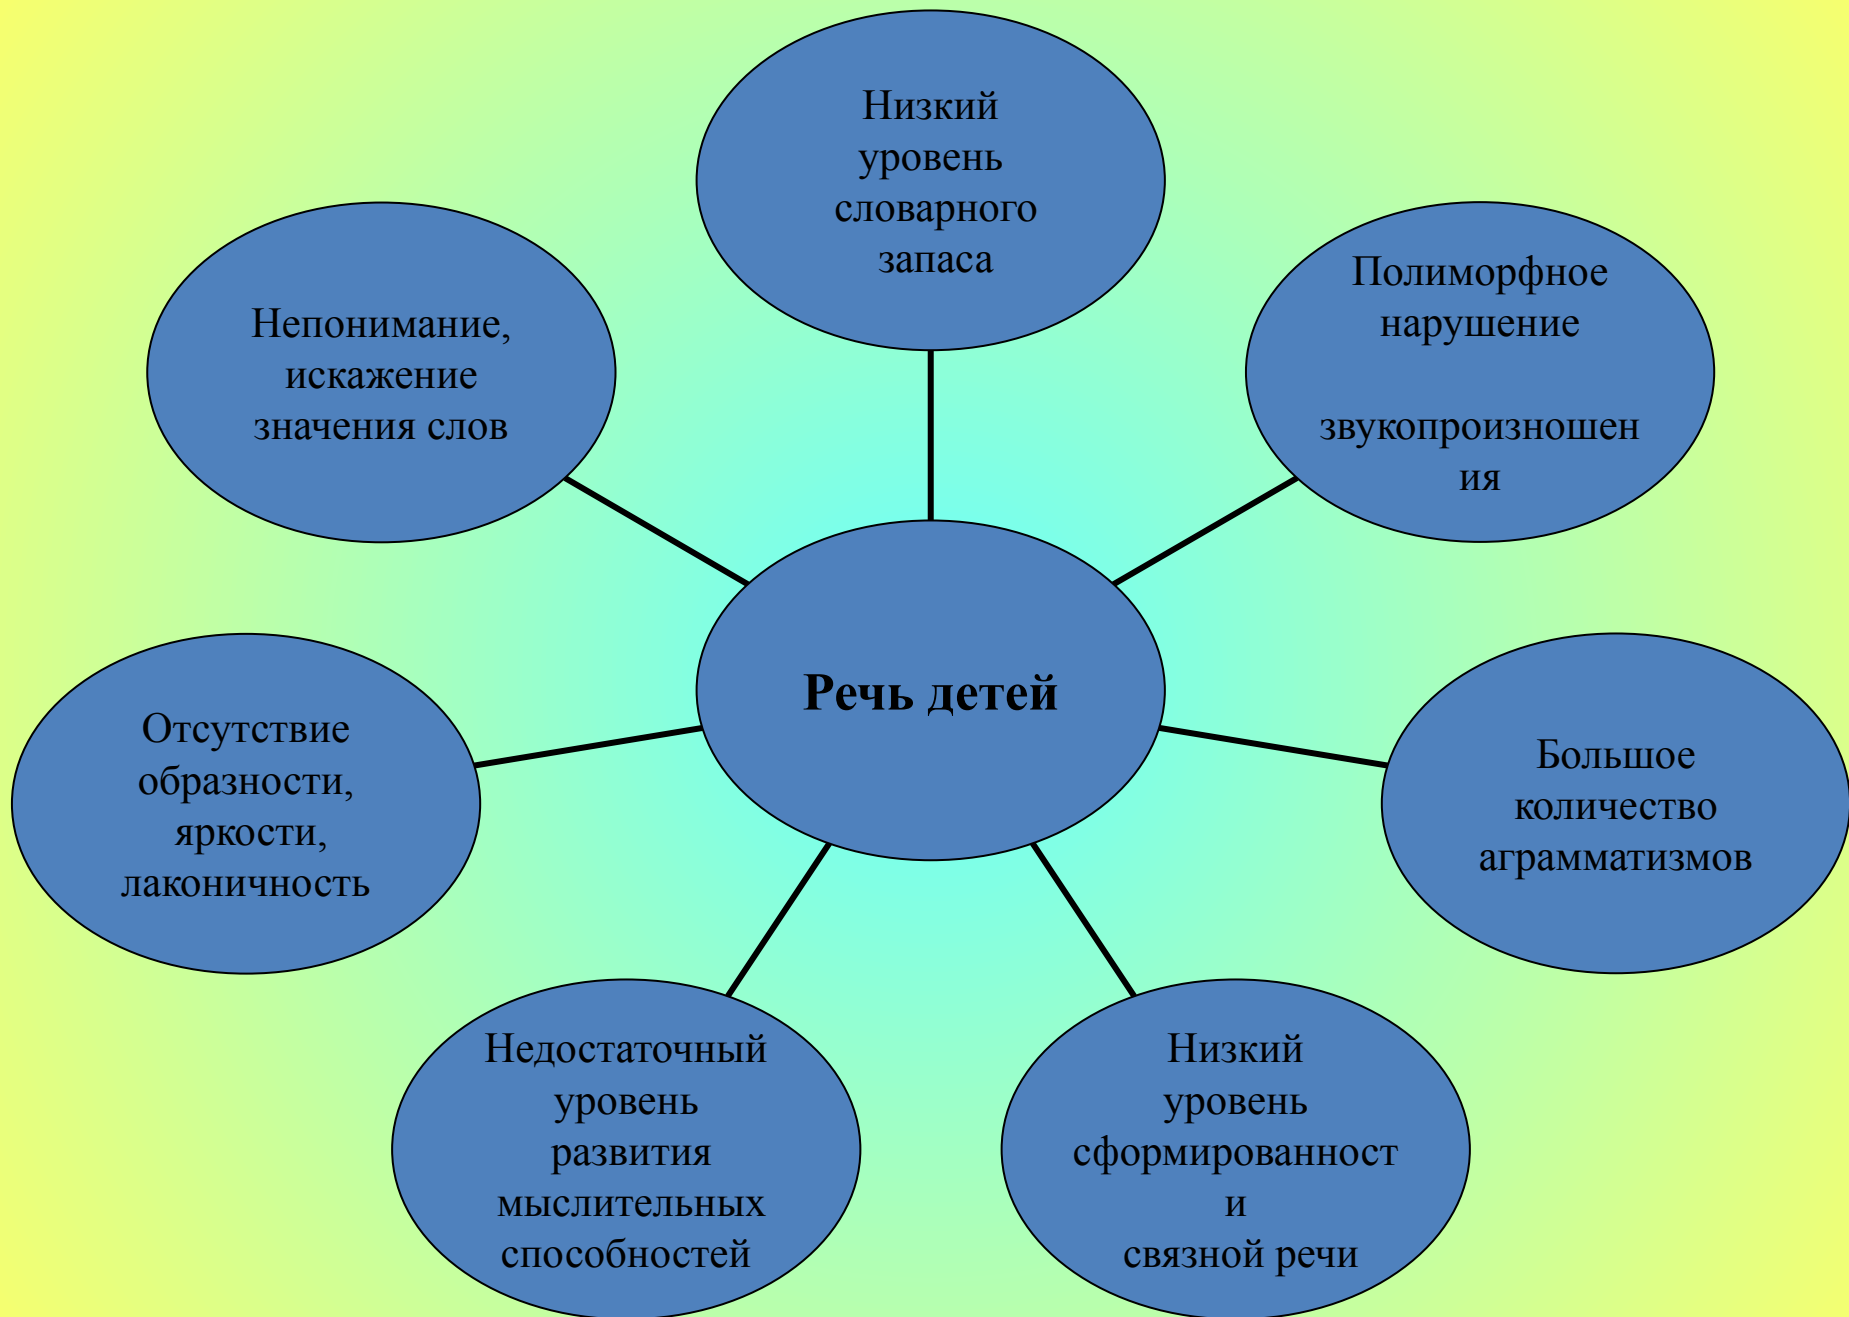 Низкий
уровень
словарного
запаса
Полиморфное
нарушение
звукопроизношен
ия
Непонимание,
искажение
значения слов
Речь детей
Отсутствие
образности,
яркости,
лаконичность
Большое
количество
аграмматизмов
Недостаточный
уровень
развития
мыслительных
способностей
Низкий
уровень
сформированност
и
связной речи